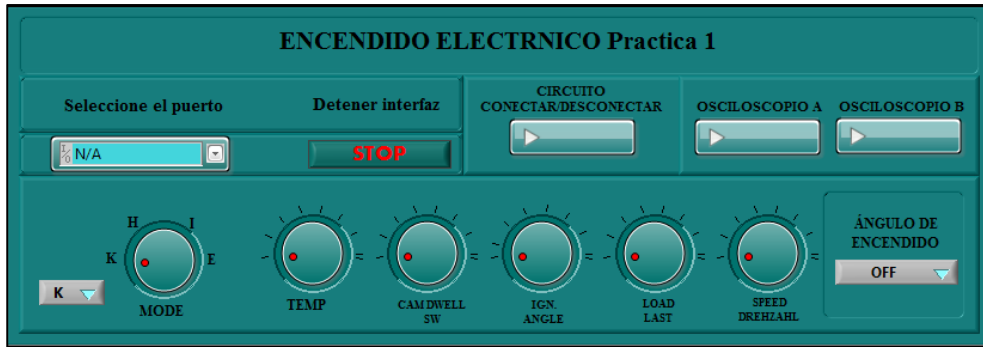 ENCENDIDO ELECTRNICO Practica 1
Seleccione el puerto
Detener interfaz
CIRCUITO
CONECTAR/DESCONECTAR
OSCILOSCOPIO A
OSCILOSCOPIO B
I/O N/A
STOP
K
H
I
E
K
MODE
TEMP
CAM DWELL
SW
IGN.
ANGLE
LOAD
LAST
SPEED
DREHZAHL
ÁNGULO DE
ENCENDIDO
OFF